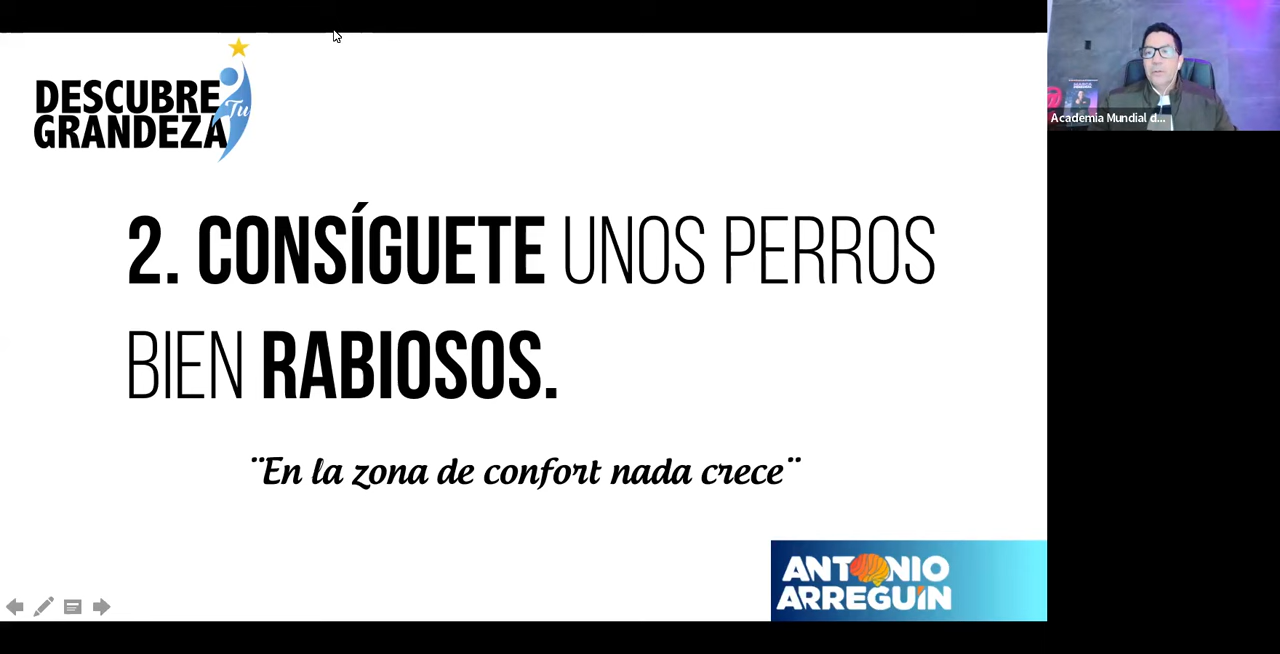 DESCUBRE
Tu
GRANDEZA
Academia Mundial d...
2. CONSÍGUETE UNOS PERROS
BIEN RABIOSOS.
¨En la zona de confort nada crece¨
ANTONIO
ARREGUÍN